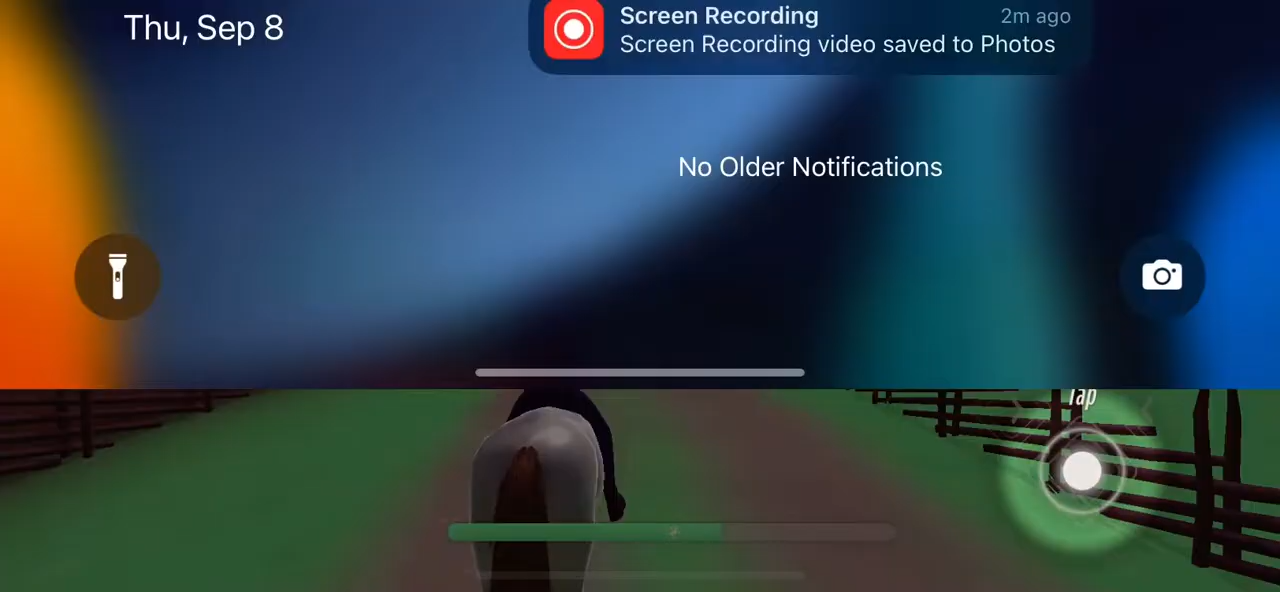 Thu, Sep 8
Screen Recording
2m ago
Screen Recording video saved to Photos
No Older Notifications
Tap